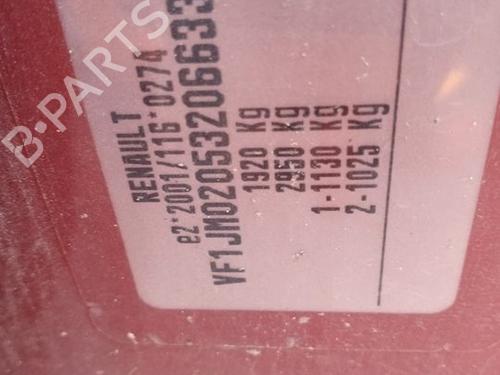 RENAULT
e2*2001/116*0274
VF1JM02053206633
1920 Kg
2950 Kg
1-1130 Kg
2-1025 Kg
B-PARTS